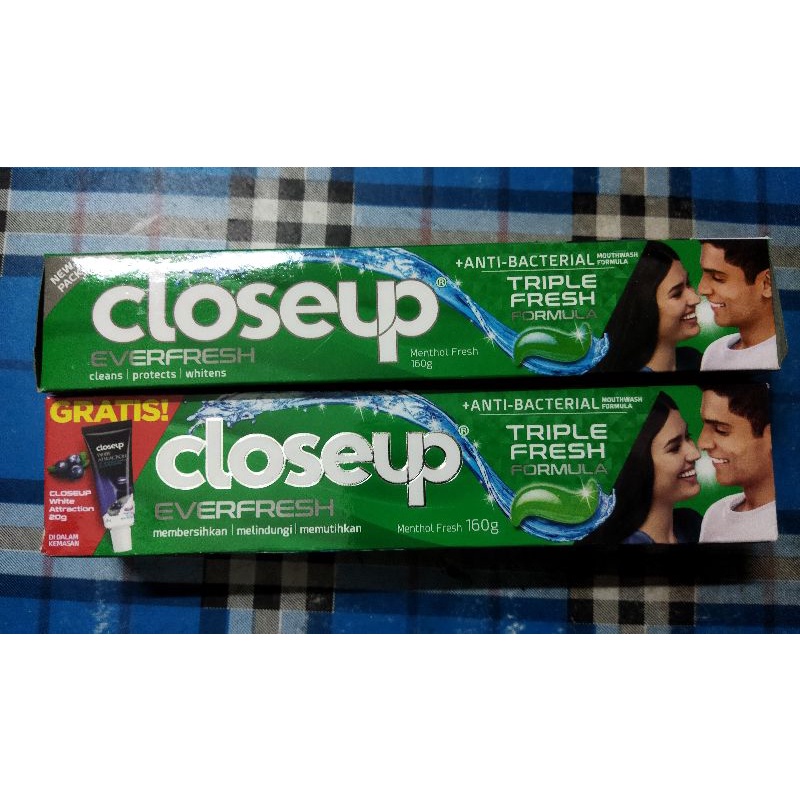 NEW
PACK
closeup®
EVERFRESH
cleans | protects | whitens
Menthol Fresh
160g
+ANTI-BACTERIAL MOUTHWASH FORMULA
TRIPLE
FRESH
FORMULA
GRATIS!
closeup
CLOSEUP
White
Attraction
20g
DI DALAM
KEMASAN
closeup®
EVERFRESH
membersihkan | melindungi | memutihkan
Menthol Fresh 160g
+ANTI-BACTERIAL MOUTHWASH FORMULA
TRIPLE
FRESH
FORMULA